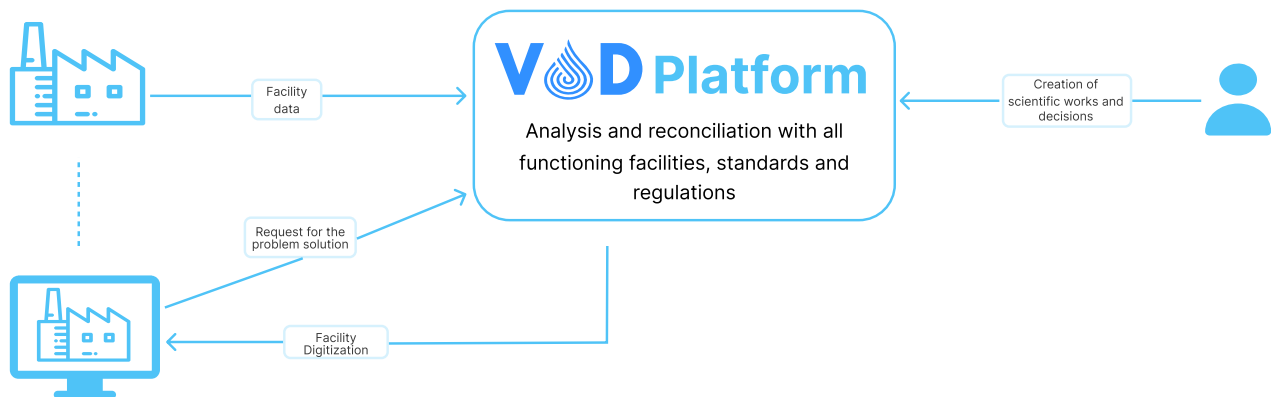 VOD Platform
Facility
data
Creation of
scientific works and
decisions
Analysis and reconciliation with all
functioning facilities, standards and
regulations
Request for the
problem solution
Facility
Digitization